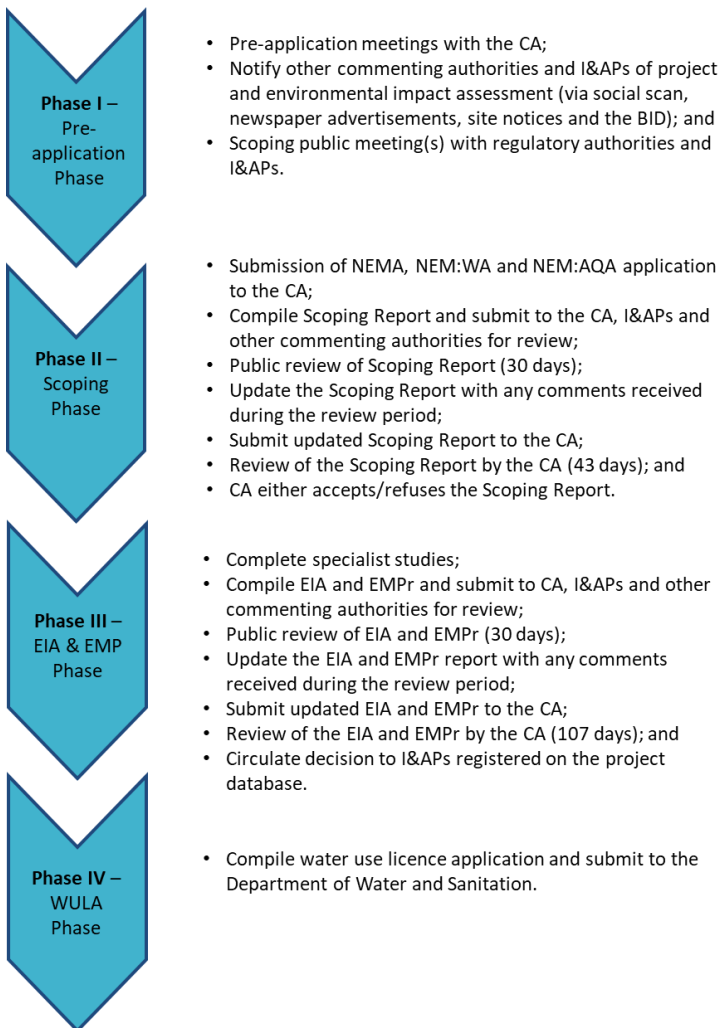 Phase I –
Pre-
application
Phase
• Pre-application meetings with the CA;
• Notify other commenting authorities and I&APs of project
and environmental impact assessment (via social scan,
newspaper advertisements, site notices and the BID); and
• Scoping public meeting(s) with regulatory authorities and
I&APs.
Phase II –
Scoping
Phase
• Submission of NEMA, NEM:WA and NEM:AQA application
to the CA;
• Compile Scoping Report and submit to the CA, I&APs and
other commenting authorities for review;
• Public review of Scoping Report (30 days);
• Update the Scoping Report with any comments received
during the review period;
• Submit updated Scoping Report to the CA;
• Review of the Scoping Report by the CA (43 days); and
• CA either accepts/refuses the Scoping Report.
Phase III –
EIA & EMP
Phase
• Complete specialist studies;
• Compile EIA and EMPr and submit to CA, I&APs and other
commenting authorities for review;
• Public review of EIA and EMPr (30 days);
• Update the EIA and EMPr report with any comments
received during the review period;
• Submit updated EIA and EMPr to the CA;
• Review of the EIA and EMPr by the CA (107 days); and
• Circulate decision to I&APs registered on the project
database.
Phase IV –
WULA
Phase
• Compile water use licence application and submit to the
Department of Water and Sanitation.